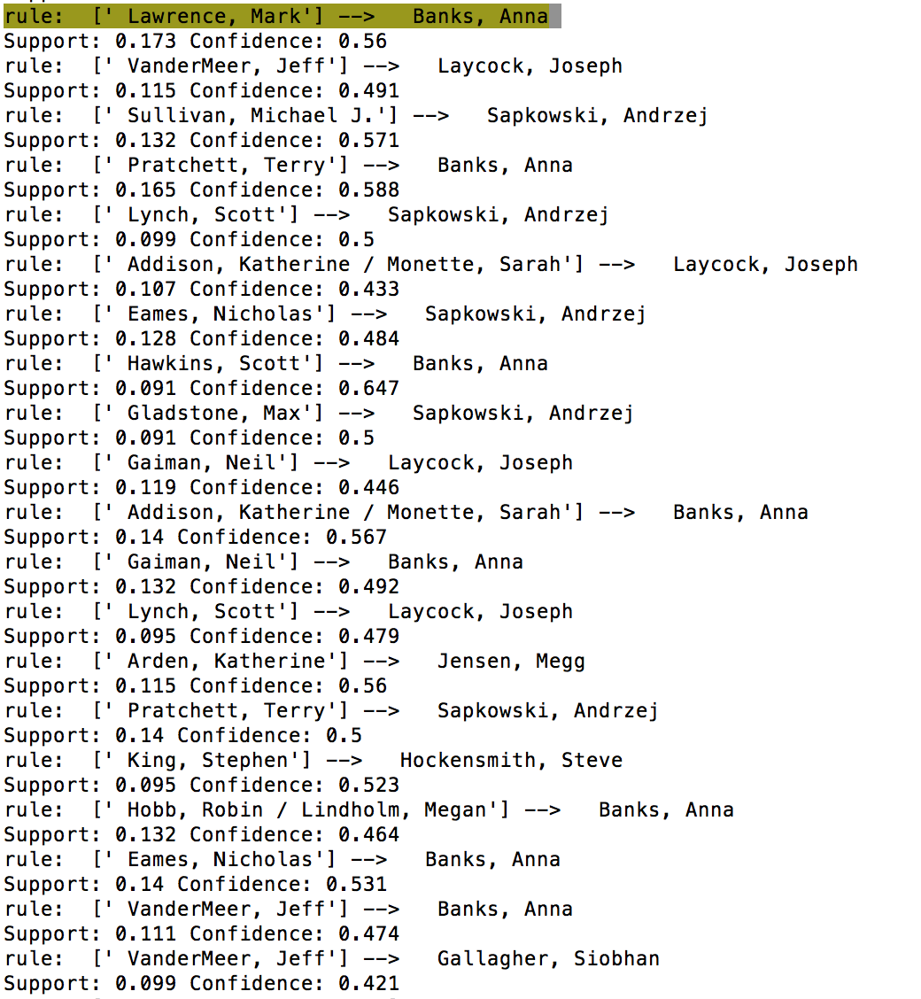 rule:  [' Lawrence, Mark'] -->   Banks, Anna
Support: 0.173 Confidence: 0.56
rule:  [' VanderMeer, Jeff'] -->   Laycock, Joseph
Support: 0.115 Confidence: 0.491
rule:  [' Sullivan, Michael J.'] -->   Sapkowski, Andrzej
Support: 0.132 Confidence: 0.571
rule:  [' Pratchett, Terry'] -->   Banks, Anna
Support: 0.165 Confidence: 0.588
rule:  [' Lynch, Scott'] -->   Sapkowski, Andrzej
Support: 0.099 Confidence: 0.5
rule:  [' Addison, Katherine / Monette, Sarah'] -->   Laycock, Joseph
Support: 0.107 Confidence: 0.433
rule:  [' Eames, Nicholas'] -->   Sapkowski, Andrzej
Support: 0.128 Confidence: 0.484
rule:  [' Hawkins, Scott'] -->   Banks, Anna
Support: 0.091 Confidence: 0.647
rule:  [' Gladstone, Max'] -->   Sapkowski, Andrzej
Support: 0.091 Confidence: 0.5
rule:  [' Gaiman, Neil'] -->   Laycock, Joseph
Support: 0.119 Confidence: 0.446
rule:  [' Addison, Katherine / Monette, Sarah'] -->   Banks, Anna
Support: 0.14 Confidence: 0.567
rule:  [' Gaiman, Neil'] -->   Banks, Anna
Support: 0.132 Confidence: 0.492
rule:  [' Lynch, Scott'] -->   Laycock, Joseph
Support: 0.095 Confidence: 0.479
rule:  [' Arden, Katherine'] -->   Jensen, Megg
Support: 0.115 Confidence: 0.56
rule:  [' Pratchett, Terry'] -->   Sapkowski, Andrzej
Support: 0.14 Confidence: 0.5
rule:  [' King, Stephen'] -->   Hockensmith, Steve
Support: 0.095 Confidence: 0.523
rule:  [' Hobb, Robin / Lindholm, Megan'] -->   Banks, Anna
Support: 0.132 Confidence: 0.464
rule:  [' Eames, Nicholas'] -->   Banks, Anna
Support: 0.14 Confidence: 0.531
rule:  [' VanderMeer, Jeff'] -->   Banks, Anna
Support: 0.111 Confidence: 0.474
rule:  [' VanderMeer, Jeff'] -->   Gallagher, Siobhan
Support: 0.099 Confidence: 0.421